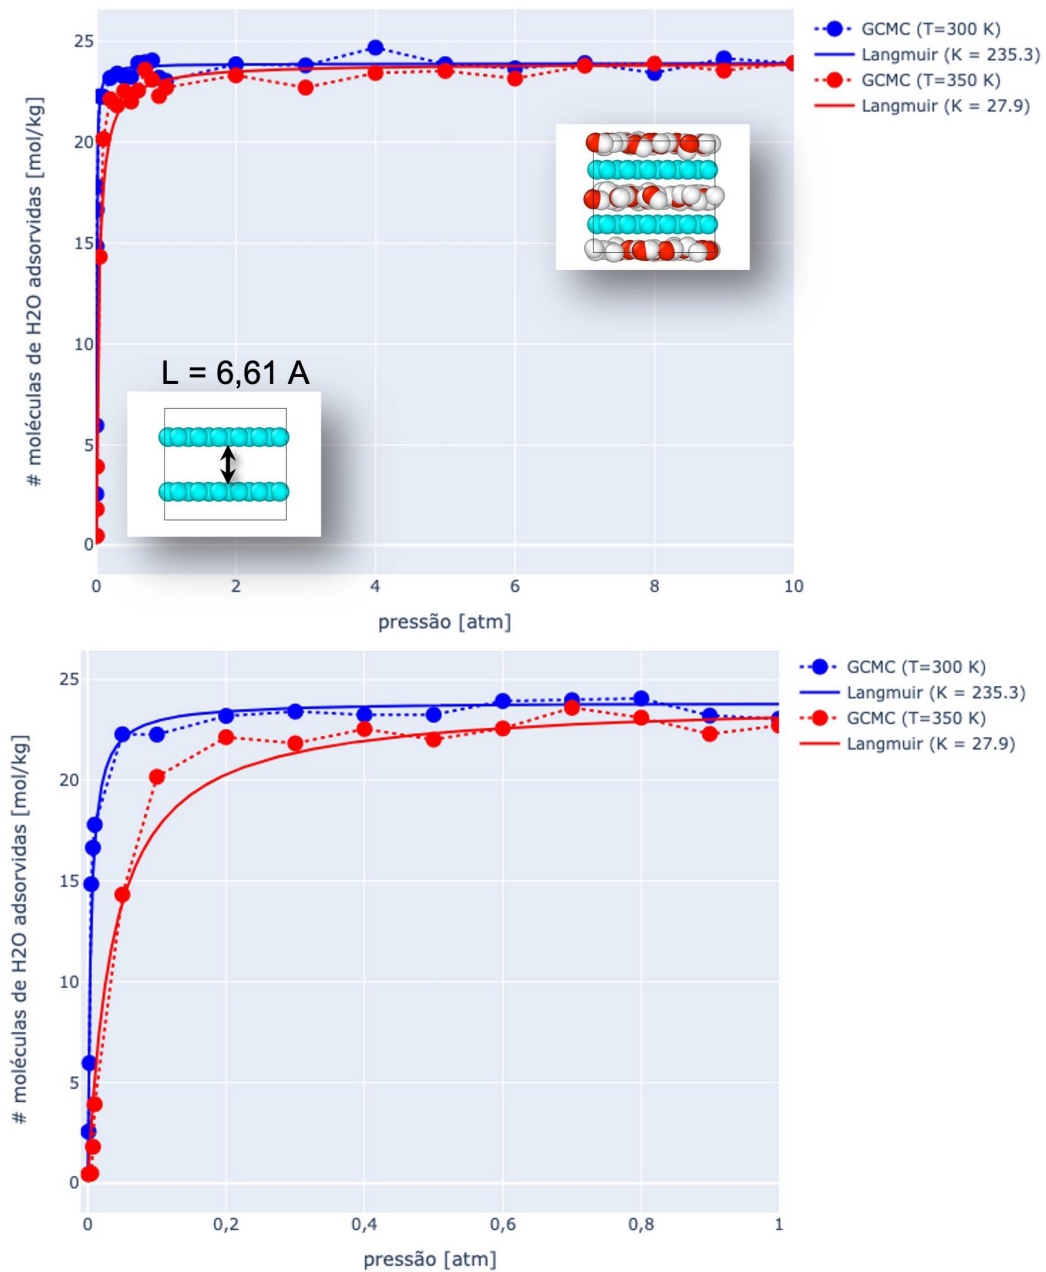 GCMC (T=300 K)
Langmuir (K = 235.3)
GCMC (T=350 K)
Langmuir (K = 27.9)
# moléculas de H2O adsorvidas [mol/kg]
25
20
15
10
5
0
L = 6,61 A
0 2 4 6 8 10
pressão [atm]
GCMC (T=300 K)
Langmuir (K = 235.3)
GCMC (T=350 K)
Langmuir (K = 27.9)
# moléculas de H2O adsorvidas [mol/kg]
25
20
15
10
5
0
0 0,2 0,4 0,6 0,8 1
pressão [atm]